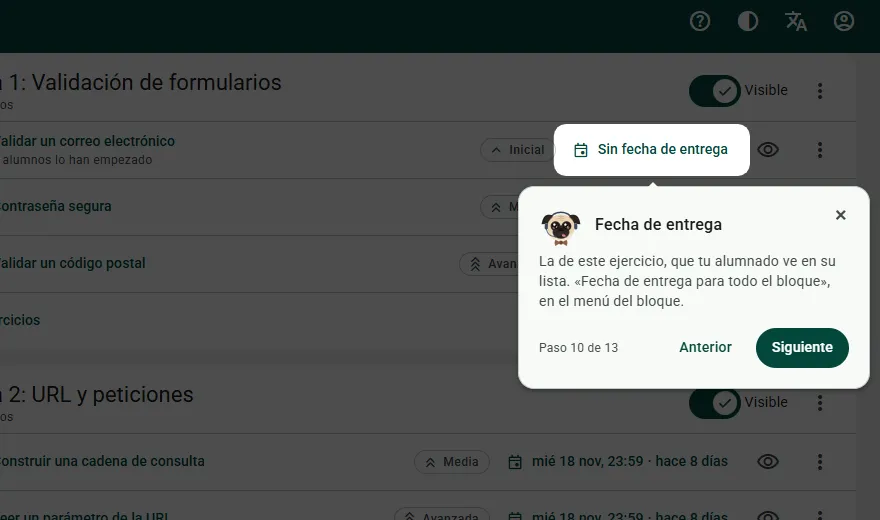 1: Validación de formularios
os
Visible
alidar un correo electrónico
alumnos lo han empezado
Inicial
Sin fecha de entrega
ontraseña segura
M
Fecha de entrega
La de este ejercicio, que tu alumnado ve en su
lista. «Fecha de entrega para todo el bloque»,
en el menú del bloque.
Paso 10 de 13
Anterior
Siguiente
alidar un código postal
Avan
rcicios
2: URL y peticiones
os
Visible
onstruir una cadena de consulta
Media
mié 18 nov, 23:59 · hace 8 días
eer un parámetro de la URL
Avanzada
mié 18 nov, 23:59 · hace 8 días